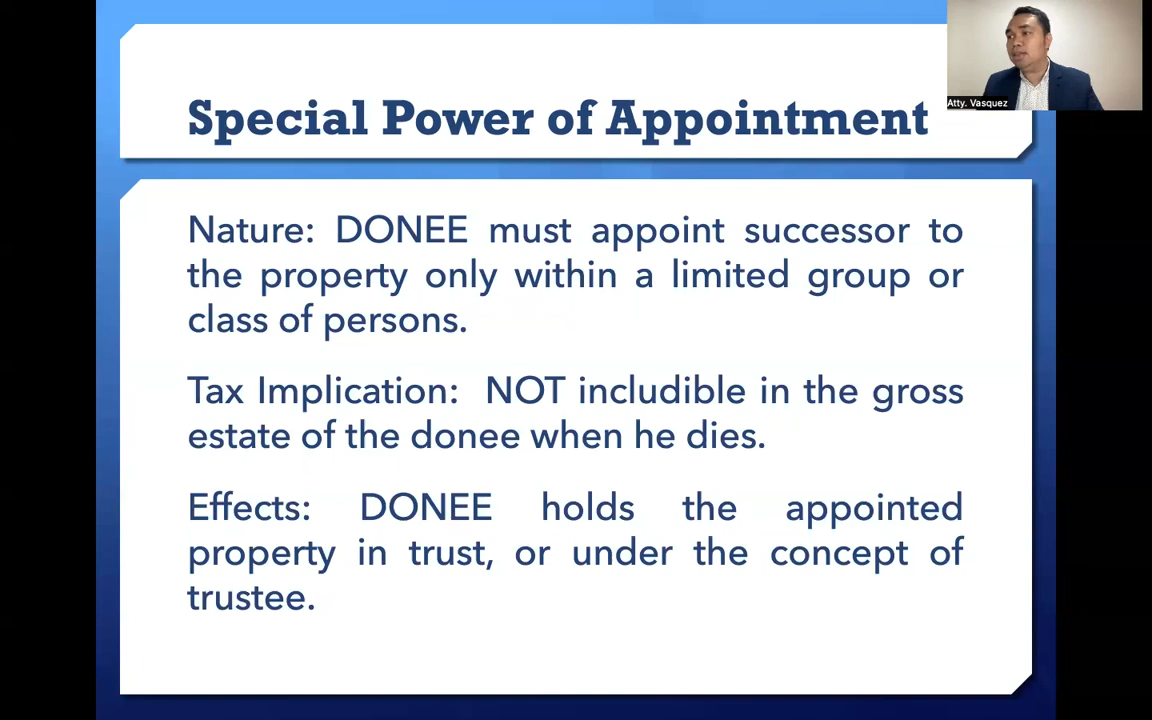 Atty. Vasquez
Special Power of Appointment
Nature: DONEE must appoint successor to
the property only within a limited group or
class of persons.
Tax Implication: NOT includible in the gross
estate of the donee when he dies.
Effects: DONEE holds the appointed
property in trust, or under the concept of
trustee.